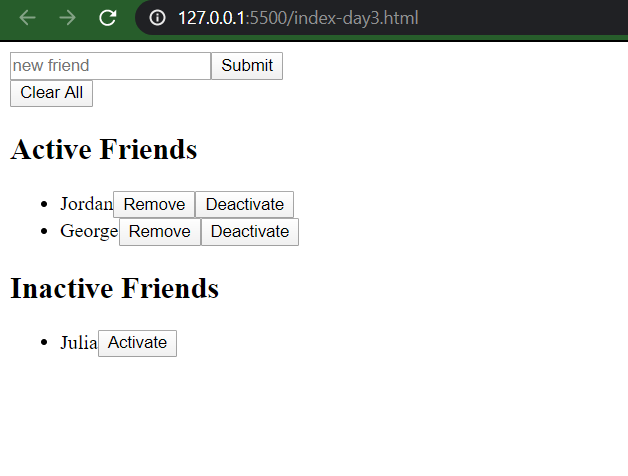 127.0.0.1:5500/index-day3.html
new friend Submit
Clear All
Active Friends
Jordan Remove Deactivate
George Remove Deactivate
Inactive Friends
Julia Activate